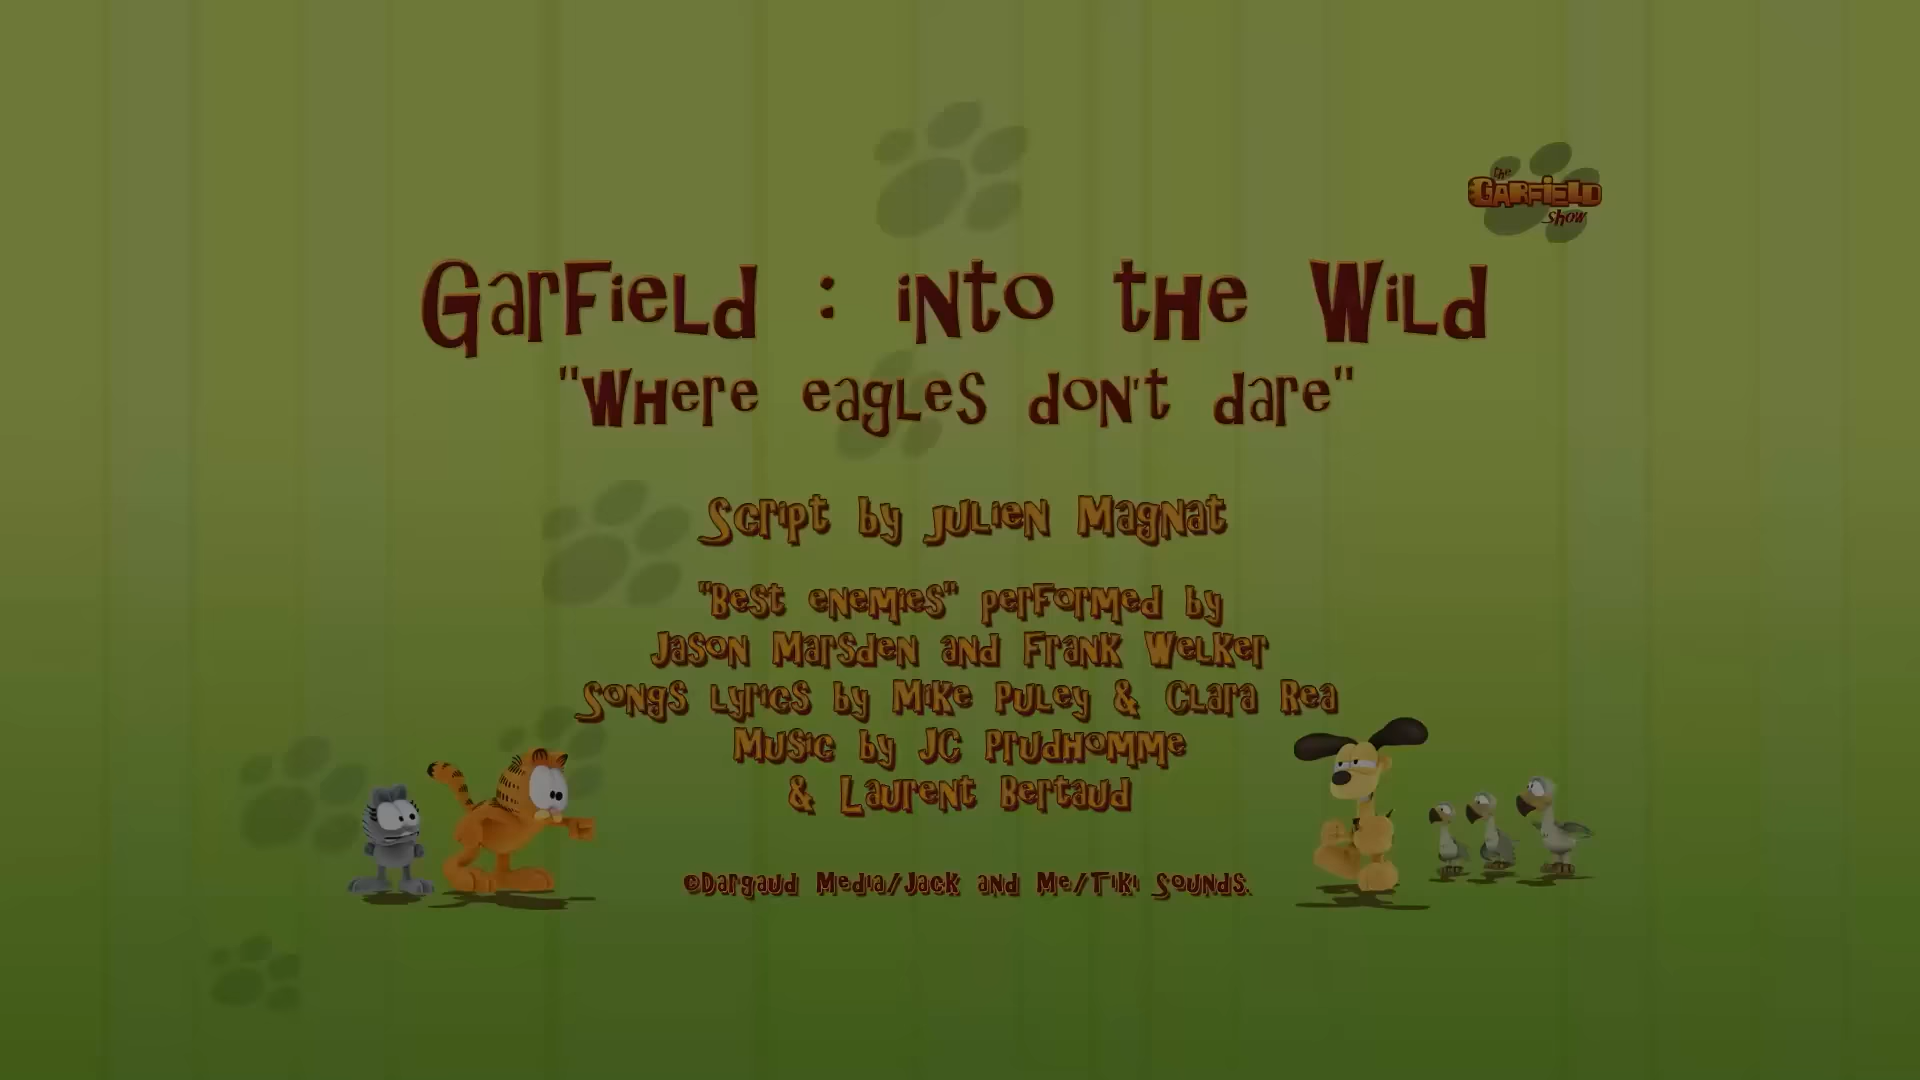 the
GARFIELD
show
Garfield : into the Wild
"Where eagles don't dare"
Script by Julien Magnat
"Best enemies" performed by
Jason Marsden and Frank Welker
Songs lyrics by Mike Puley & Clara Rea
Music by JC Prudhomme
& Laurent Bertaud
©Dargaud Media/Jack and Me/Tiki Sounds.